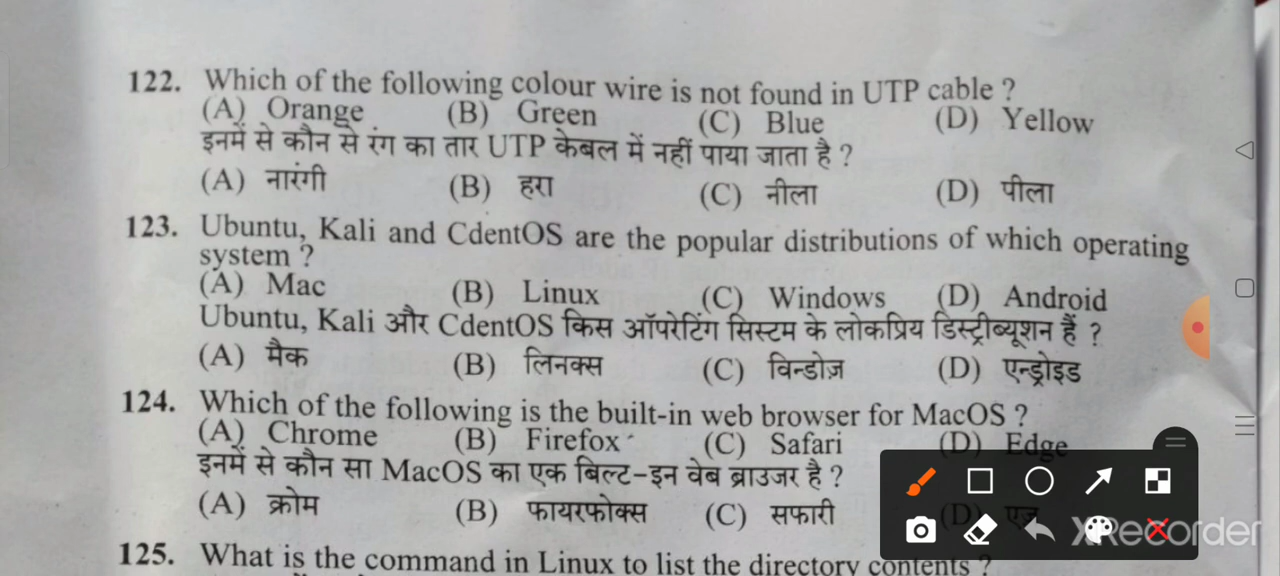 122. Which of the following colour wire is not found in UTP cable ?
(A) Orange (B) Green (C) Blue (D) Yellow
इनमें से कौन से रंग का तार UTP केबल में नहीं पाया जाता है ?
(A) नारंगी (B) हरा (C) नीला (D) पीला
123. Ubuntu, Kali and CdentOS are the popular distributions of which operating
system ?
(A) Mac (B) Linux (C) Windows (D) Android
Ubuntu, Kali और CdentOS किस ऑपरेटिंग सिस्टम के लोकप्रिय डिस्ट्रीब्यूशन हैं ?
(A) मैक (B) लिनक्स (C) विन्डोज़ (D) एन्ड्रोइड
124. Which of the following is the built-in web browser for MacOS ?
(A) Chrome (B) Firefox (C) Safari (D) Edge
इनमें से कौन सा MacOS का एक बिल्ट-इन वेब ब्राउजर है ?
(A) क्रोम (B) फायरफोक्स (C) सफारी (D)
XRecorder
125. What is the command in Linux to list the directory contents ?